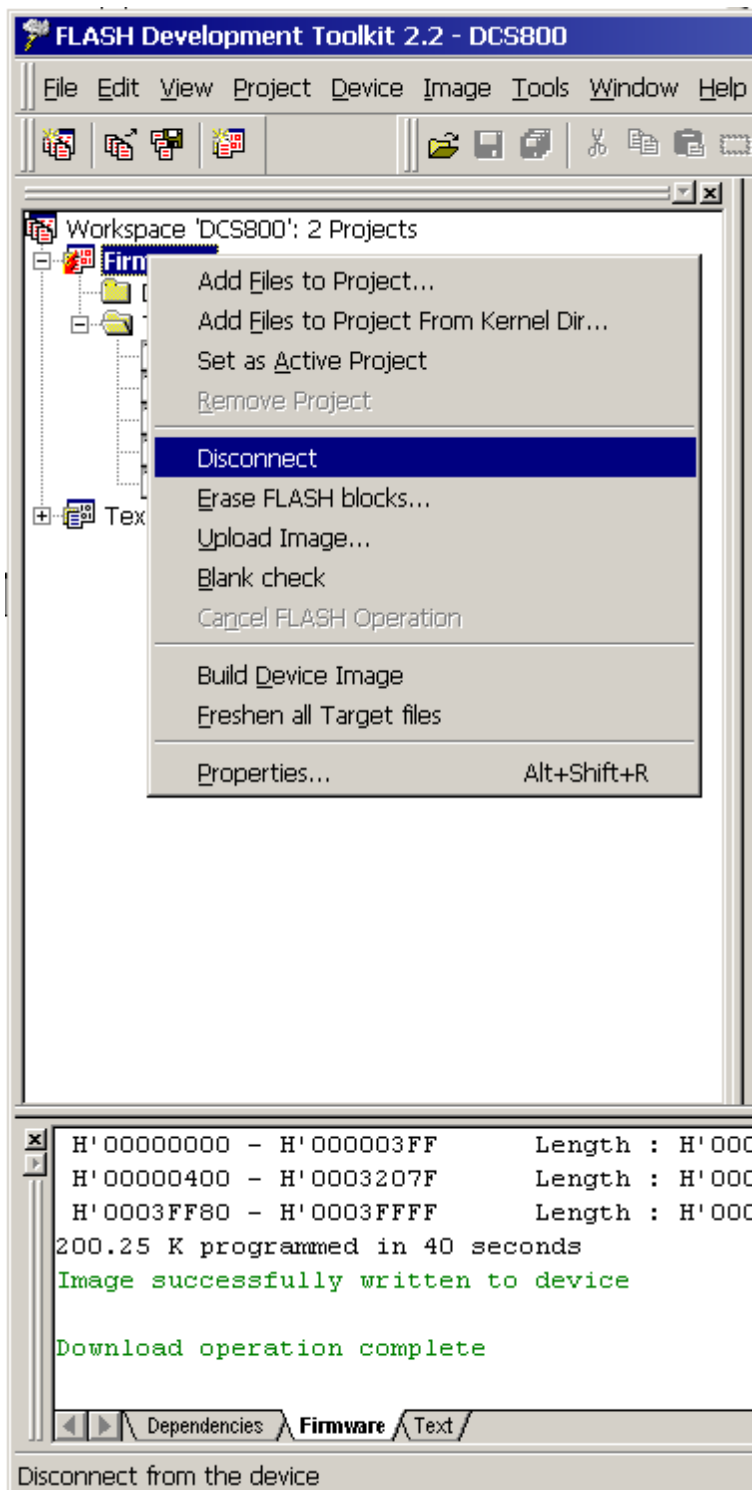 FLASH Development Toolkit 2.2 - DCS800
File Edit View Project Device Image Tools Window Help
Workspace 'DCS800': 2 Projects
Firm
Add Files to Project...
Add Files to Project From Kernel Dir...
Set as Active Project
Remove Project
Disconnect
Erase FLASH blocks...
Upload Image...
Blank check
Cancel FLASH Operation
Build Device Image
Freshen all Target files
Properties... Alt+Shift+R
Tex
H'00000000 - H'000003FF Length : H'000
H'00000400 - H'0003207F Length : H'000
H'0003FF80 - H'0003FFFF Length : H'000
200.25 K programmed in 40 seconds
Image successfully written to device
Download operation complete
Dependencies Firmware Text
Disconnect from the device